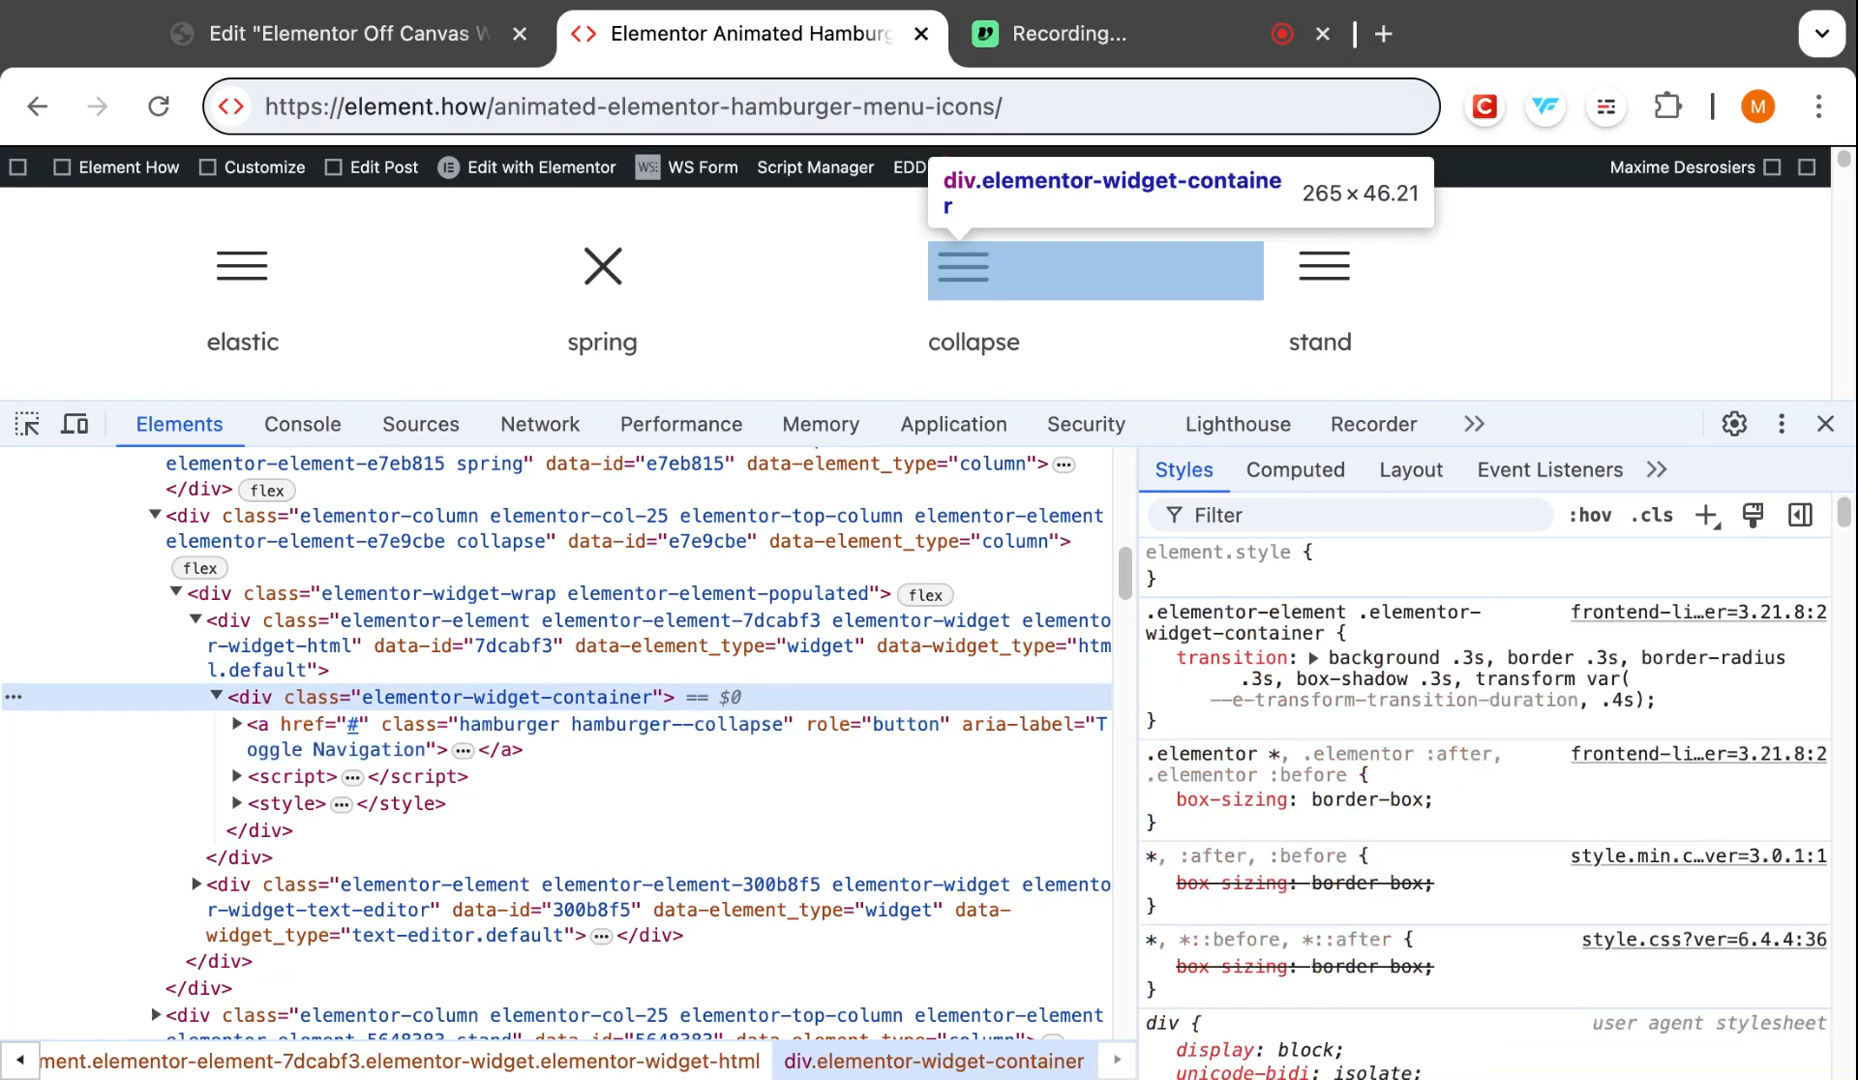 Edit "Elementor Off Canvas W
Elementor Animated Hamburg
Recording...
https://element.how/animated-elementor-hamburger-menu-icons/
M
Element How
Customize
Edit Post
Edit with Elementor
WS Form
Script Manager
EDD
Maxime Desrosiers
div.elementor-widget-containe
r
265 × 46.21
elastic
spring
collapse
stand
Elements
Console
Sources
Network
Performance
Memory
Application
Security
Lighthouse
Recorder
elementor-element-e7eb815 spring" data-id="e7eb815" data-element_type="column">
</div> flex
<div class="elementor-column elementor-col-25 elementor-top-column elementor-element
elementor-element-e7e9cbe collapse" data-id="e7e9cbe" data-element_type="column">
flex
<div class="elementor-widget-wrap elementor-element-populated"> flex
<div class="elementor-element elementor-element-7dcabf3 elementor-widget elemento
r-widget-html" data-id="7dcabf3" data-element_type="widget" data-widget_type="htm
l.default">
<div class="elementor-widget-container"> == $0
<a href="#" class="hamburger hamburger--collapse" role="button" aria-label="T
oggle Navigation"> … </a>
<script> … </script>
<style> … </style>
</div>
</div>
<div class="elementor-element elementor-element-300b8f5 elementor-widget elemento
r-widget-text-editor" data-id="300b8f5" data-element_type="widget" data-
widget_type="text-editor.default"> … </div>
</div>
</div>
<div class="elementor-column elementor-col-25 elementor-top-column elementor-element
elementor-element-5648383 stand" data-id="5648383" data-element_type="column">
ment.elementor-element-7dcabf3.elementor-widget.elementor-widget-html
div.elementor-widget-container
Styles
Computed
Layout
Event Listeners
Filter
:hov .cls
element.style {
}
.elementor-element .elementor- frontend-li…er=3.21.8:2
widget-container {
transition: background .3s, border .3s, border-radius
.3s, box-shadow .3s, transform var(
--e-transform-transition-duration, .4s);
}
.elementor *, .elementor :after, frontend-li…er=3.21.8:2
.elementor :before {
box-sizing: border-box;
}
*, :after, :before { style.min.c…ver=3.0.1:1
box-sizing: border-box;
}
*, *::before, *::after { style.css?ver=6.4.4:36
box-sizing: border-box;
}
div { user agent stylesheet
display: block;
unicode-bidi: isolate;